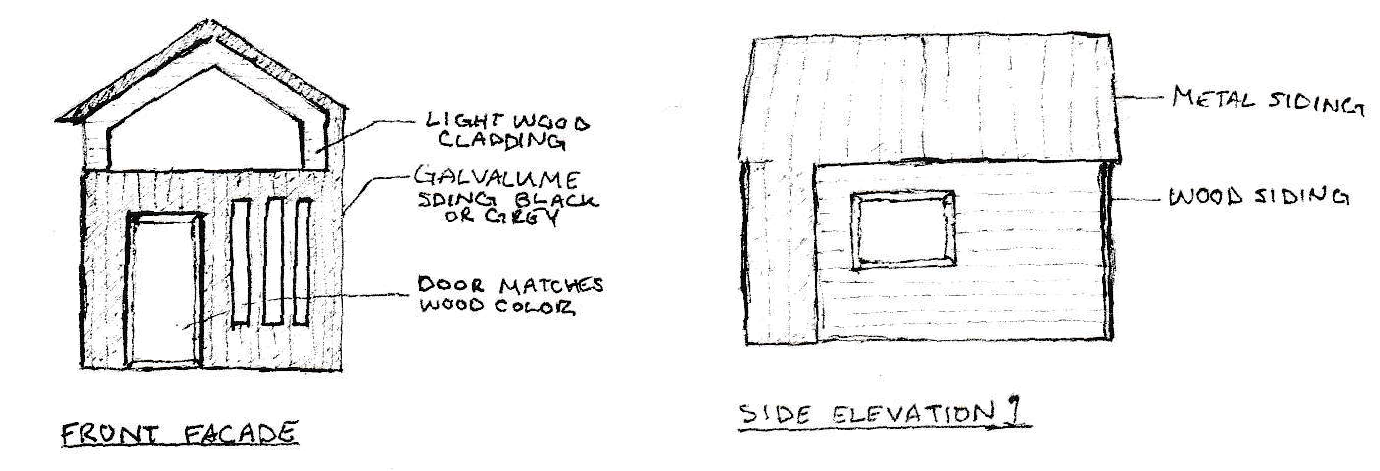 LIGHT WOOD
CLADDING
GALVALUME
SDING BLACK
OR GREY
DOOR MATCHES
WOOD COLOR
FRONT FACADE
METAL SIDING
WOOD SIDING
SIDE ELEVATION 1